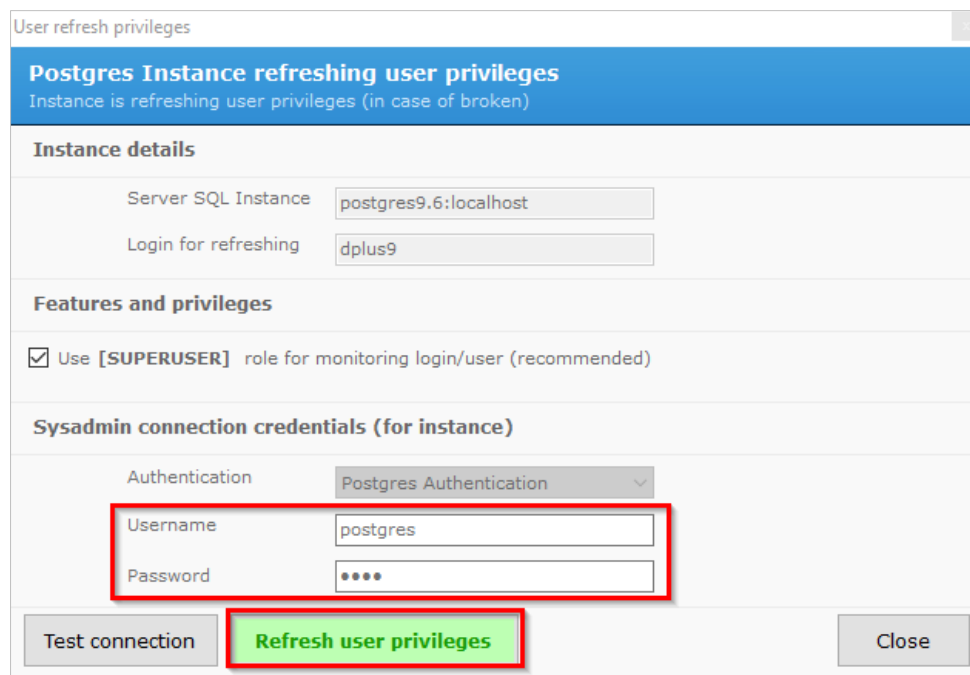 User refresh privileges
Postgres Instance refreshing user privileges
Instance is refreshing user privileges (in case of broken)
Instance details
Server SQL Instance postgres9.6:localhost
Login for refreshing dplus9
Features and privileges
Use [SUPERUSER] role for monitoring login/user (recommended)
Sysadmin connection credentials (for instance)
Authentication Postgres Authentication
Username postgres
Password ••••
Test connection Refresh user privileges Close